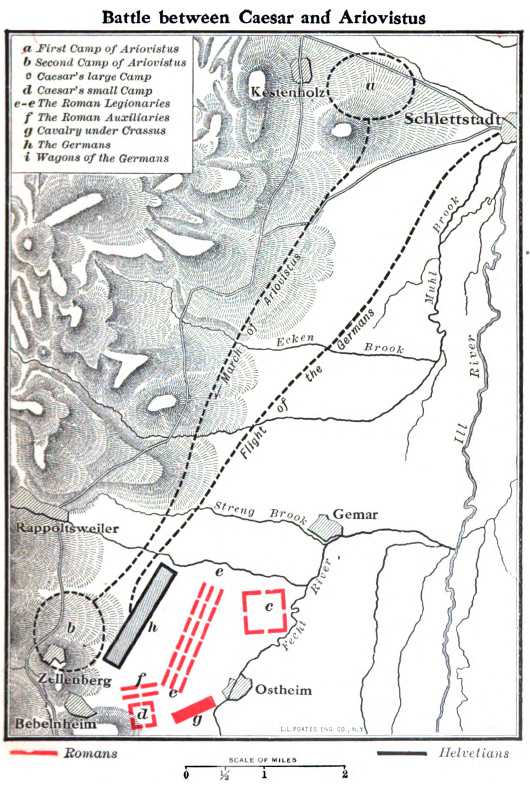 Battle between Caesar and Ariovistus
a First Camp of Ariovistus
b Second Camp of Ariovistus
c Caesar's large Camp
d Caesar's small Camp
e-e The Roman Legionaries
f The Roman Auxiliaries
g Cavalry under Crassus
h The Germans
i Wagons of the Germans
Kestenholz
a
Schlettstadt
March of Ariovistus
Muhl Brook
Ecken Brook
Ill River
Flight of the Germans
Streng Brook
Gemar
Rappoltsweiler
e
c
Fecht River
b
h
Zellenberg
f
e
Ostheim
d
g
Bebelnheim
L.L.POATES ENG. CO., N.Y.
Romans
Helvetians
SCALE OF MILES
0 ½ 1 2